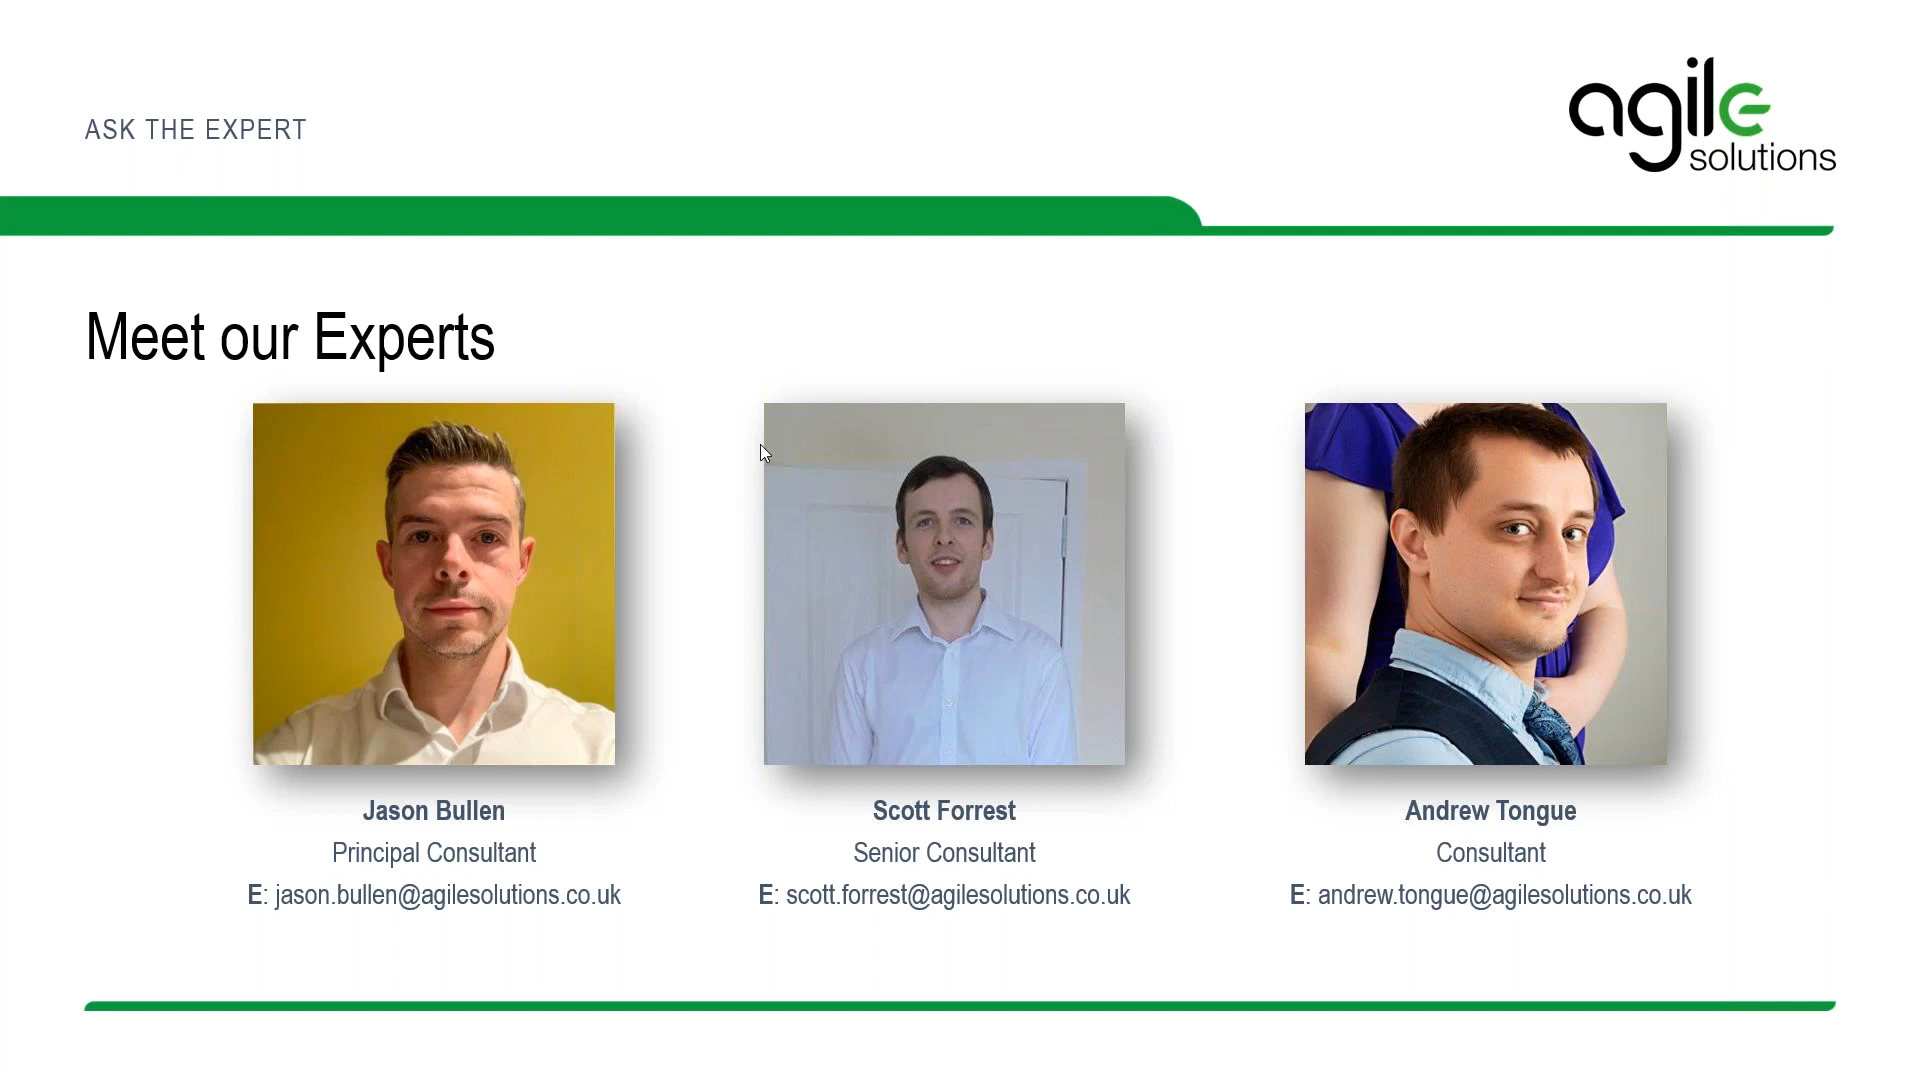 ASK THE EXPERT
agile
solutions
Meet our Experts
Jason Bullen
Principal Consultant
E: jason.bullen@agilesolutions.co.uk
Scott Forrest
Senior Consultant
E: scott.forrest@agilesolutions.co.uk
Andrew Tongue
Consultant
E: andrew.tongue@agilesolutions.co.uk